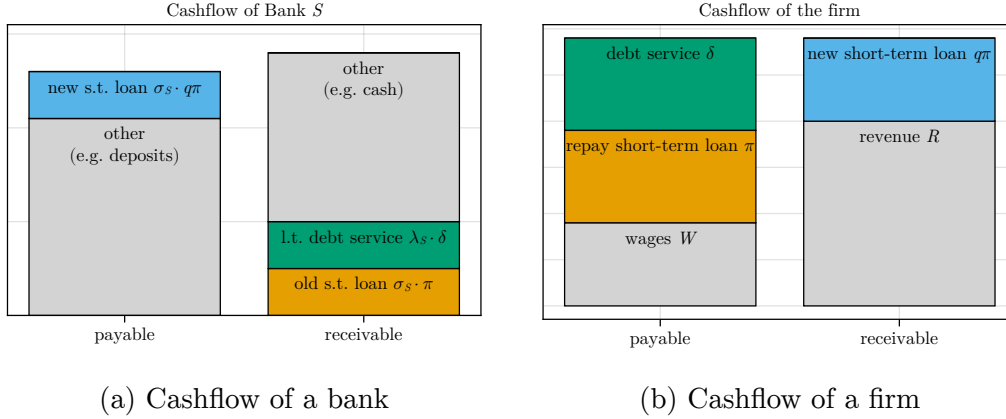 Cashflow of Bank S
new s.t. loan σ_S · qπ
other
(e.g. deposits)
other
(e.g. cash)
l.t. debt service λ_S · δ
old s.t. loan σ_S · π
payable
receivable
(a) Cashflow of a bank
Cashflow of the firm
debt service δ
repay short-term loan π
wages W
new short-term loan qπ
revenue R
payable
receivable
(b) Cashflow of a firm